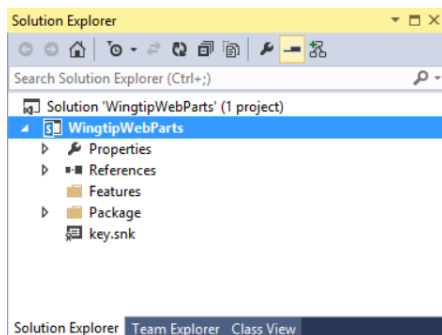 Solution Explorer
Search Solution Explorer (Ctrl+;)
Solution 'WingtipWebParts' (1 project)
WingtipWebParts
Properties
References
Features
Package
key.snk
Solution Explorer Team Explorer Class View